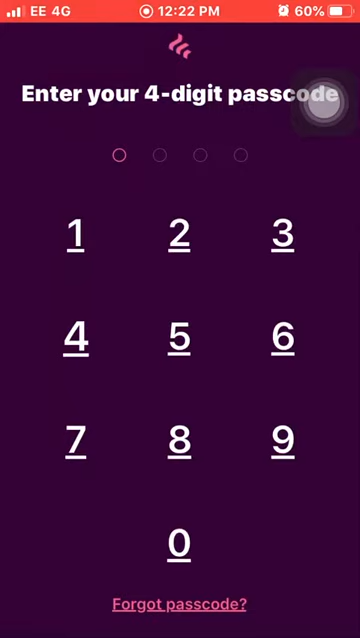 EE 4G 12:22 PM 60%
Enter your 4-digit passcode
1 2 3
4 5 6
7 8 9
0
Forgot passcode?